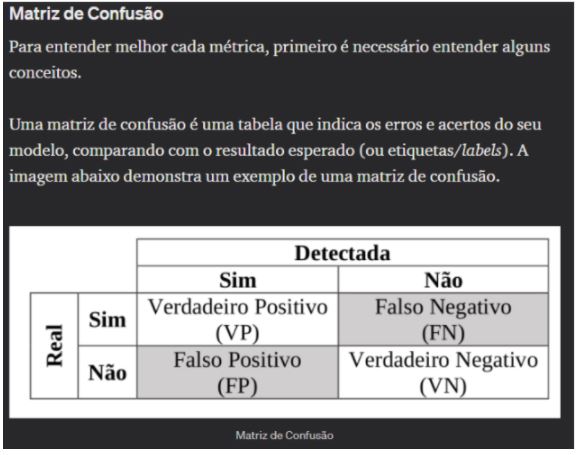 Matriz de Confusão
Para entender melhor cada métrica, primeiro é necessário entender alguns
conceitos.
Uma matriz de confusão é uma tabela que indica os erros e acertos do seu
modelo, comparando com o resultado esperado (ou etiquetas/labels). A
imagem abaixo demonstra um exemplo de uma matriz de confusão.
Detectada
Sim Não
Real
Sim Verdadeiro Positivo Falso Negativo
(VP) (FN)
Não Falso Positivo Verdadeiro Negativo
(FP) (VN)
Matriz de Confusão